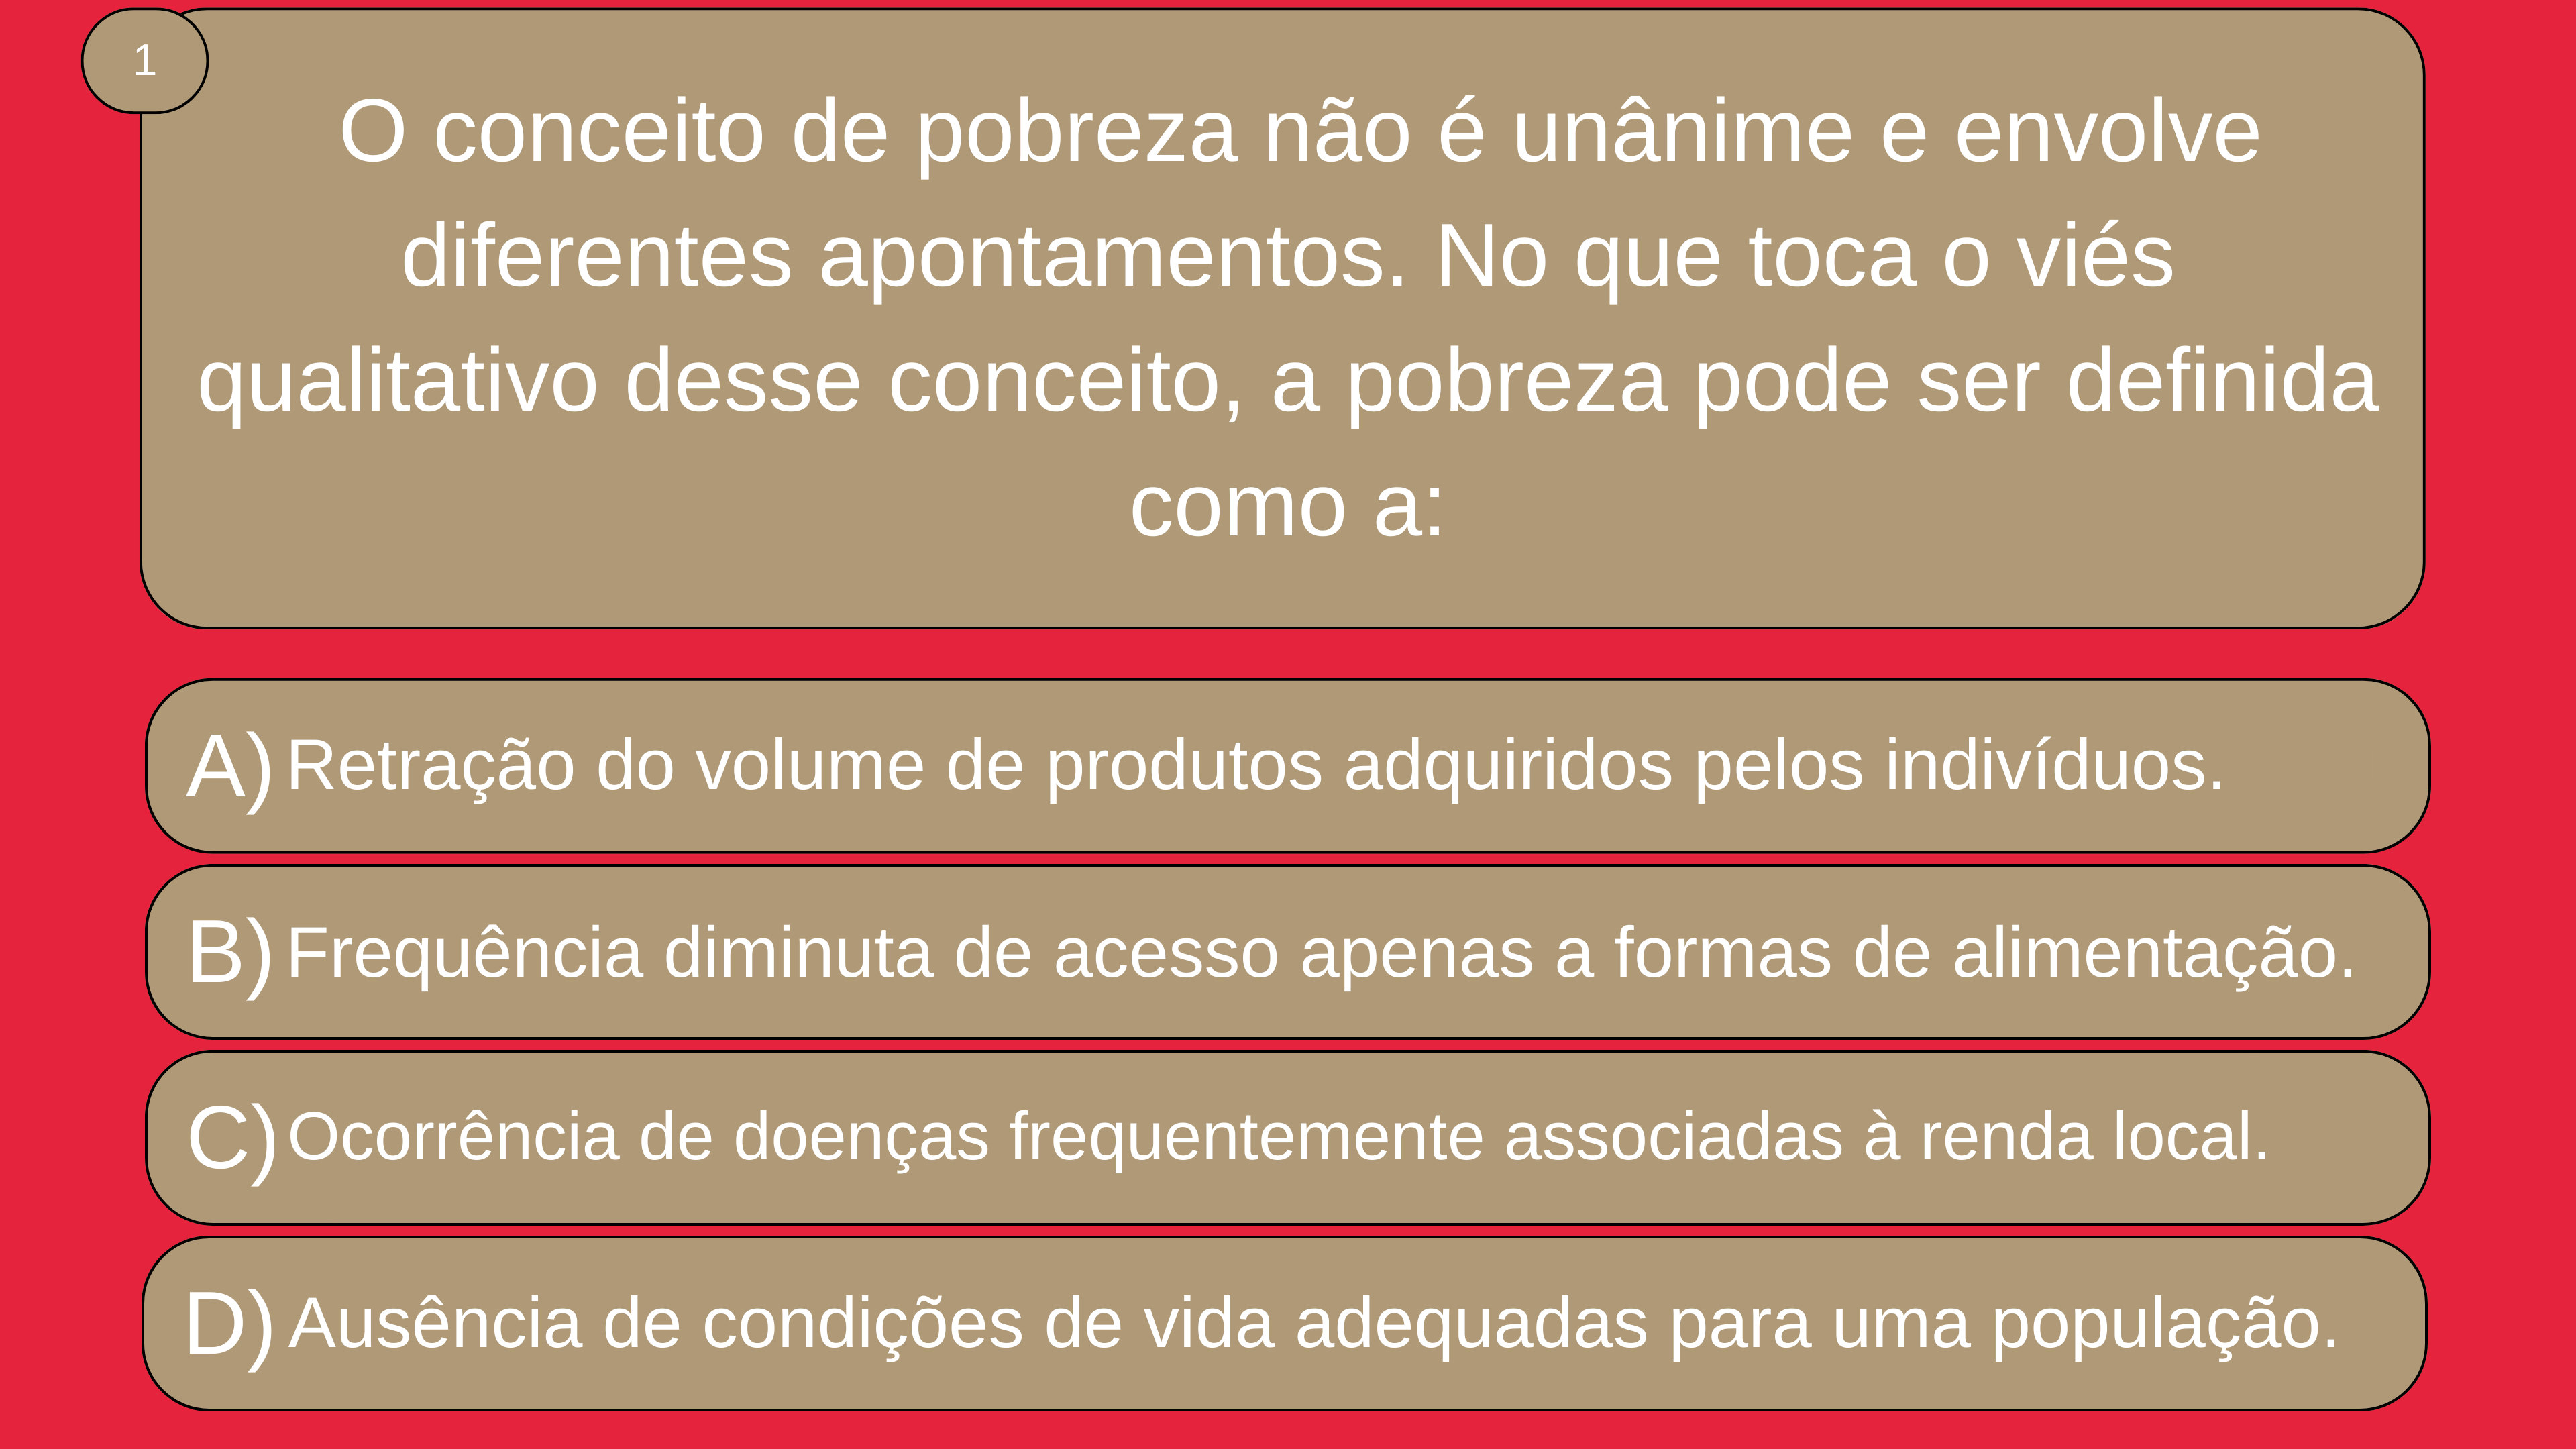 1
O conceito de pobreza não é unânime e envolve
diferentes apontamentos. No que toca o viés
qualitativo desse conceito, a pobreza pode ser definida
como a:
A) Retração do volume de produtos adquiridos pelos indivíduos.
B) Frequência diminuta de acesso apenas a formas de alimentação.
C) Ocorrência de doenças frequentemente associadas à renda local.
D) Ausência de condições de vida adequadas para uma população.